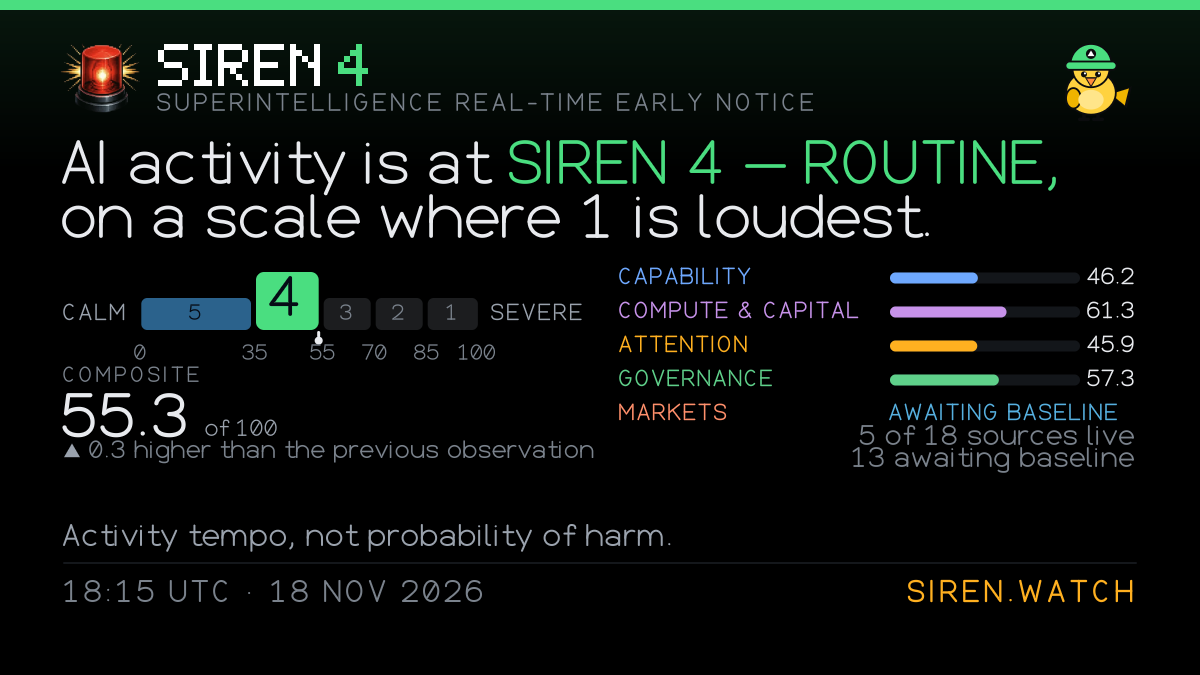 SIREN 4
SUPERINTELLIGENCE REAL-TIME EARLY NOTICE
AI activity is at SIREN 4 — ROUTINE,
on a scale where 1 is loudest.
CALM 5 4 3 2 1 SEVERE
0 35 55 70 85 100
COMPOSITE
55.3 of 100
▲ 0.3 higher than the previous observation
CAPABILITY 46.2
COMPUTE & CAPITAL 61.3
ATTENTION 45.9
GOVERNANCE 57.3
MARKETS AWAITING BASELINE
5 of 18 sources live
13 awaiting baseline
Activity tempo, not probability of harm.
18:15 UTC · 18 NOV 2026
SIREN.WATCH